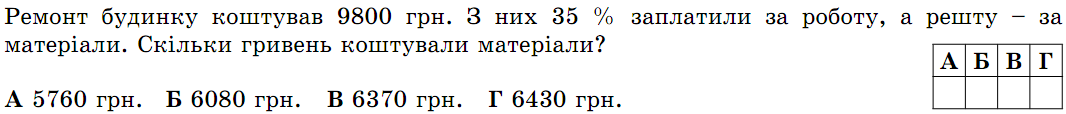 Ремонт будинку коштував 9800 грн. З них 35 % заплатили за роботу, а решту – за
матеріали. Скільки гривень коштували матеріали?
А Б В Г
А 5760 грн. Б 6080 грн. В 6370 грн. Г 6430 грн.